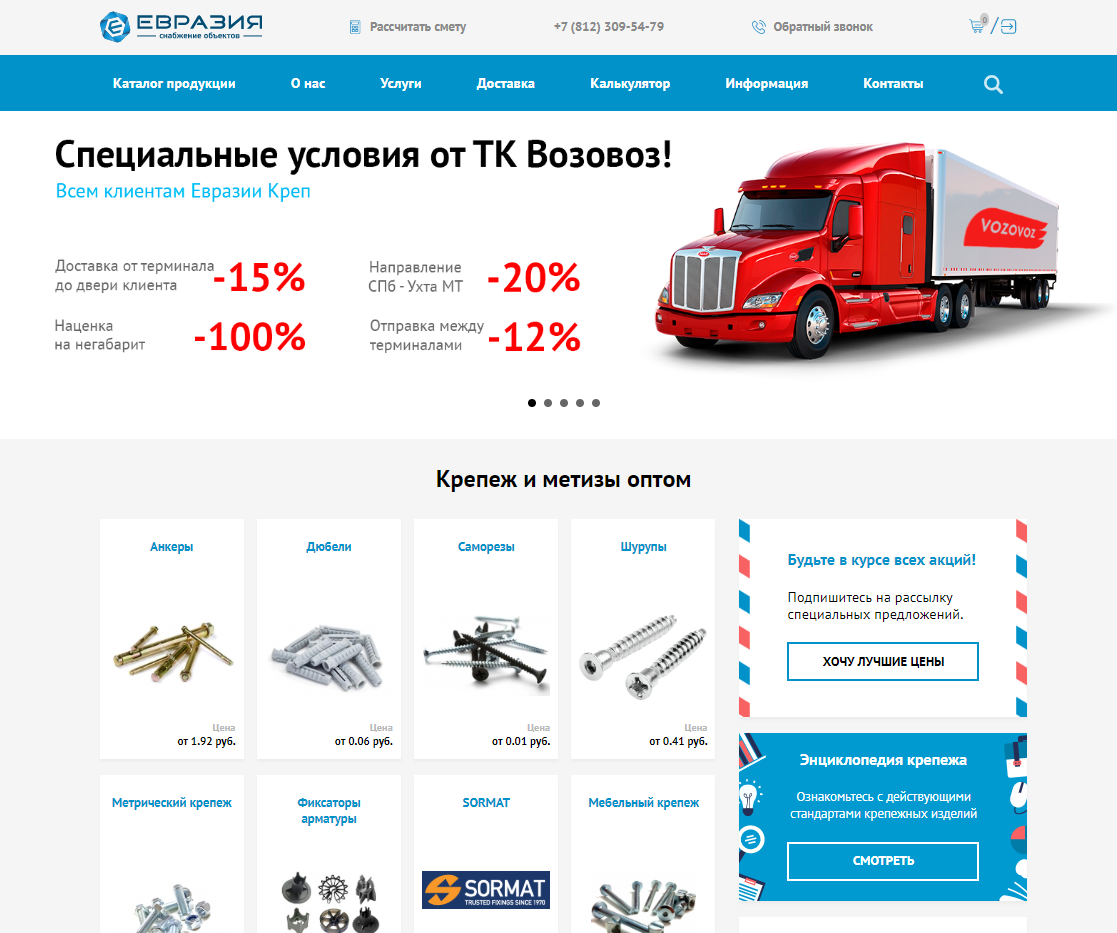 ЕВРАЗИЯ
снабжение объектов
Рассчитать смету
+7 (812) 309-54-79
Обратный звонок
0
Каталог продукции
О нас
Услуги
Доставка
Калькулятор
Информация
Контакты
Специальные условия от ТК Возовоз!
Всем клиентам Евразии Креп
VOZOVOZ
Доставка от терминала
до двери клиента
-15%
Направление
СПб - Ухта МТ
-20%
Наценка
на негабарит
-100%
Отправка между
терминалами
-12%
Крепеж и метизы оптом
Анкеры
Цена
от 1.92 руб.
Дюбели
Цена
от 0.06 руб.
Саморезы
Цена
от 0.01 руб.
Шурупы
Цена
от 0.41 руб.
Будьте в курсе всех акций!
Подпишитесь на рассылку
специальных предложений.
ХОЧУ ЛУЧШИЕ ЦЕНЫ
Метрический крепеж
Фиксаторы
арматуры
SORMAT
SORMAT
TRUSTED FIXINGS SINCE 1970
Мебельный крепеж
Энциклопедия крепежа
Ознакомьтесь с действующими
стандартами крепежных изделий
СМОТРЕТЬ